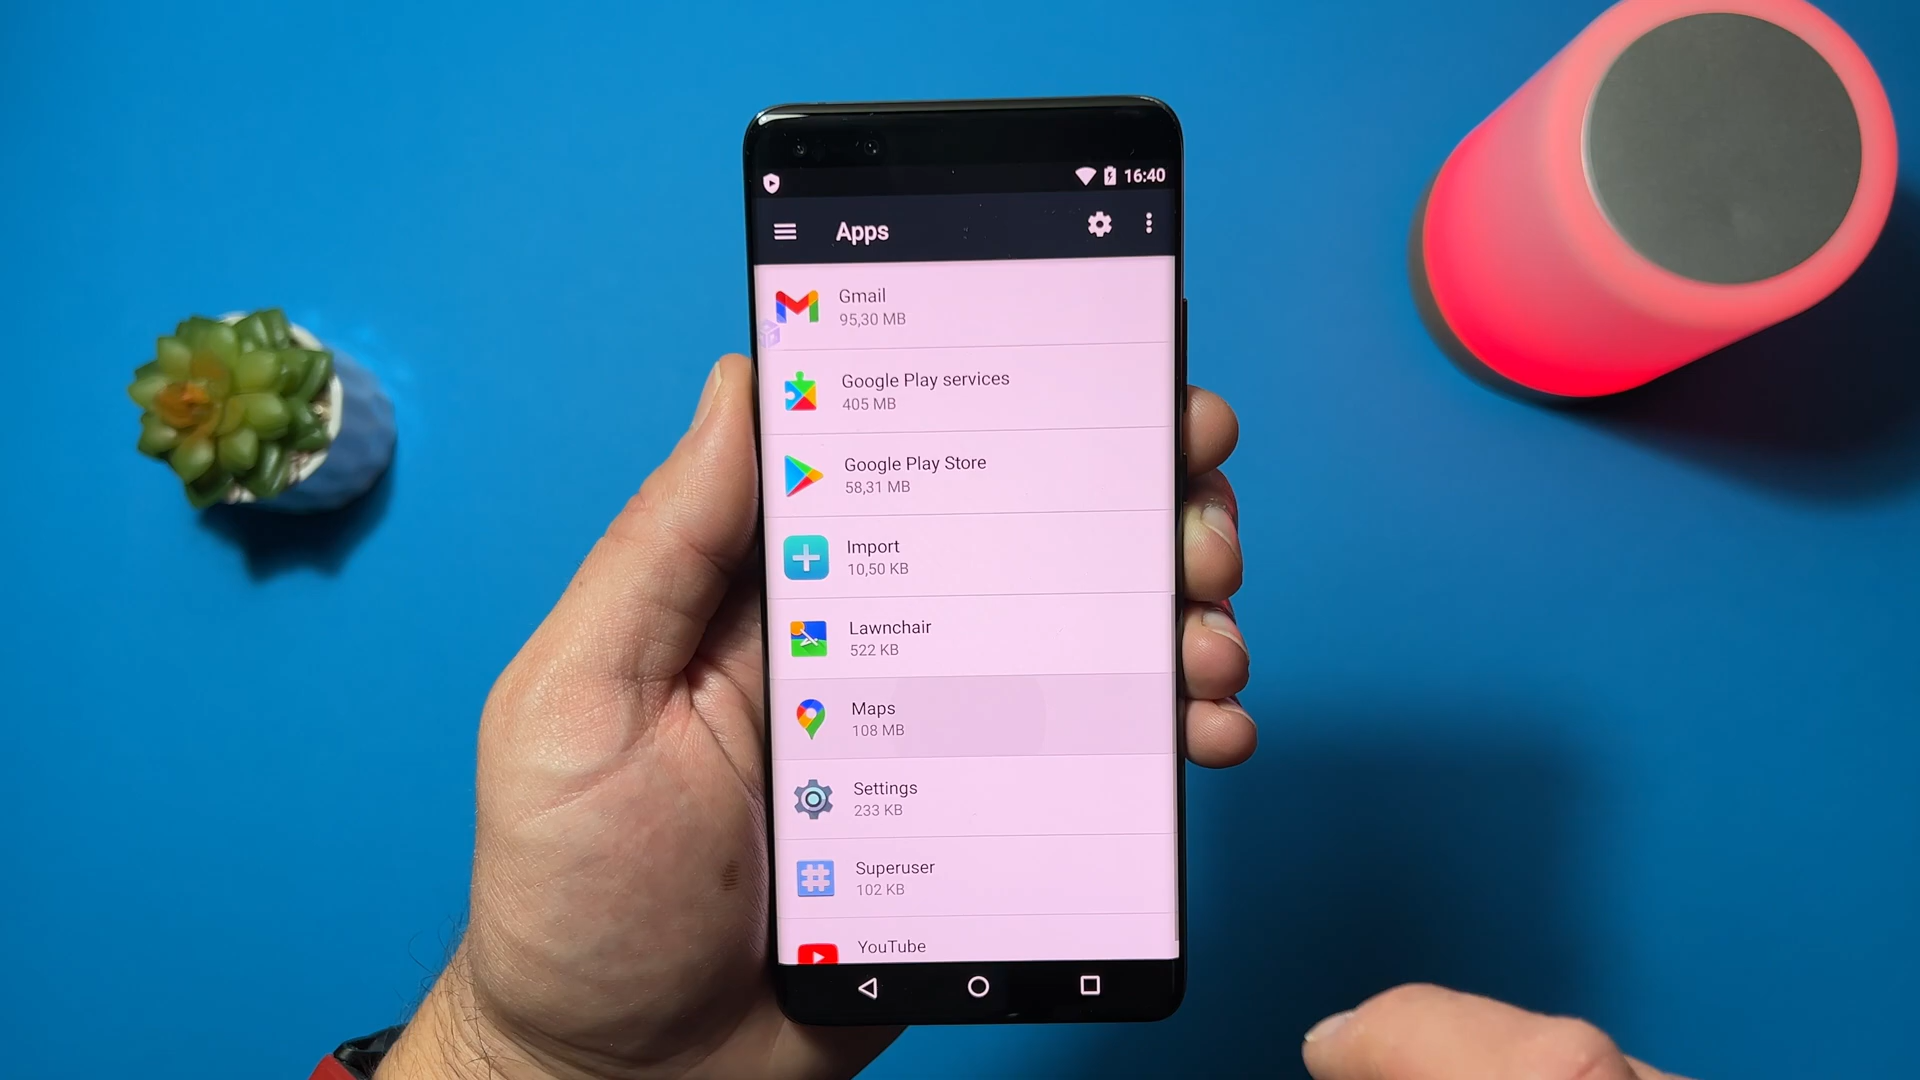 16:40
Apps
Gmail
95,30 MB
Google Play services
405 MB
Google Play Store
58,31 MB
Import
10,50 KB
Lawnchair
522 KB
Maps
108 MB
Settings
233 KB
Superuser
102 KB
YouTube